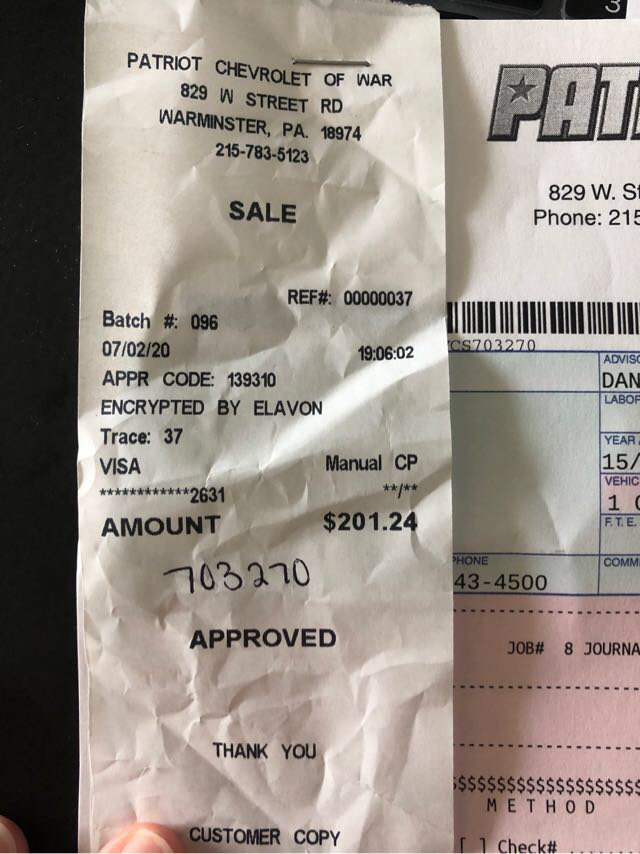 PATRIOT CHEVROLET OF WAR
829 W STREET RD
WARMINSTER, PA. 18974
215-783-5123
SALE
REF#: 00000037
Batch #: 096
07/02/20 19:06:02
APPR CODE: 139310
ENCRYPTED BY ELAVON
Trace: 37
VISA Manual CP
************2631 **/**
AMOUNT $201.24
703270
APPROVED
THANK YOU
CUSTOMER COPY
3
PAT
829 W. St
Phone: 215
CS703270
ADVISO
DAN
LABOR
YEAR
15/
VEHIC
1
F.T.E.
PHONE COMM
43-4500
JOB# 8 JOURNA
$$$$$$$$$$$$$$$$$$$$
METHOD
[ ] Check# ........